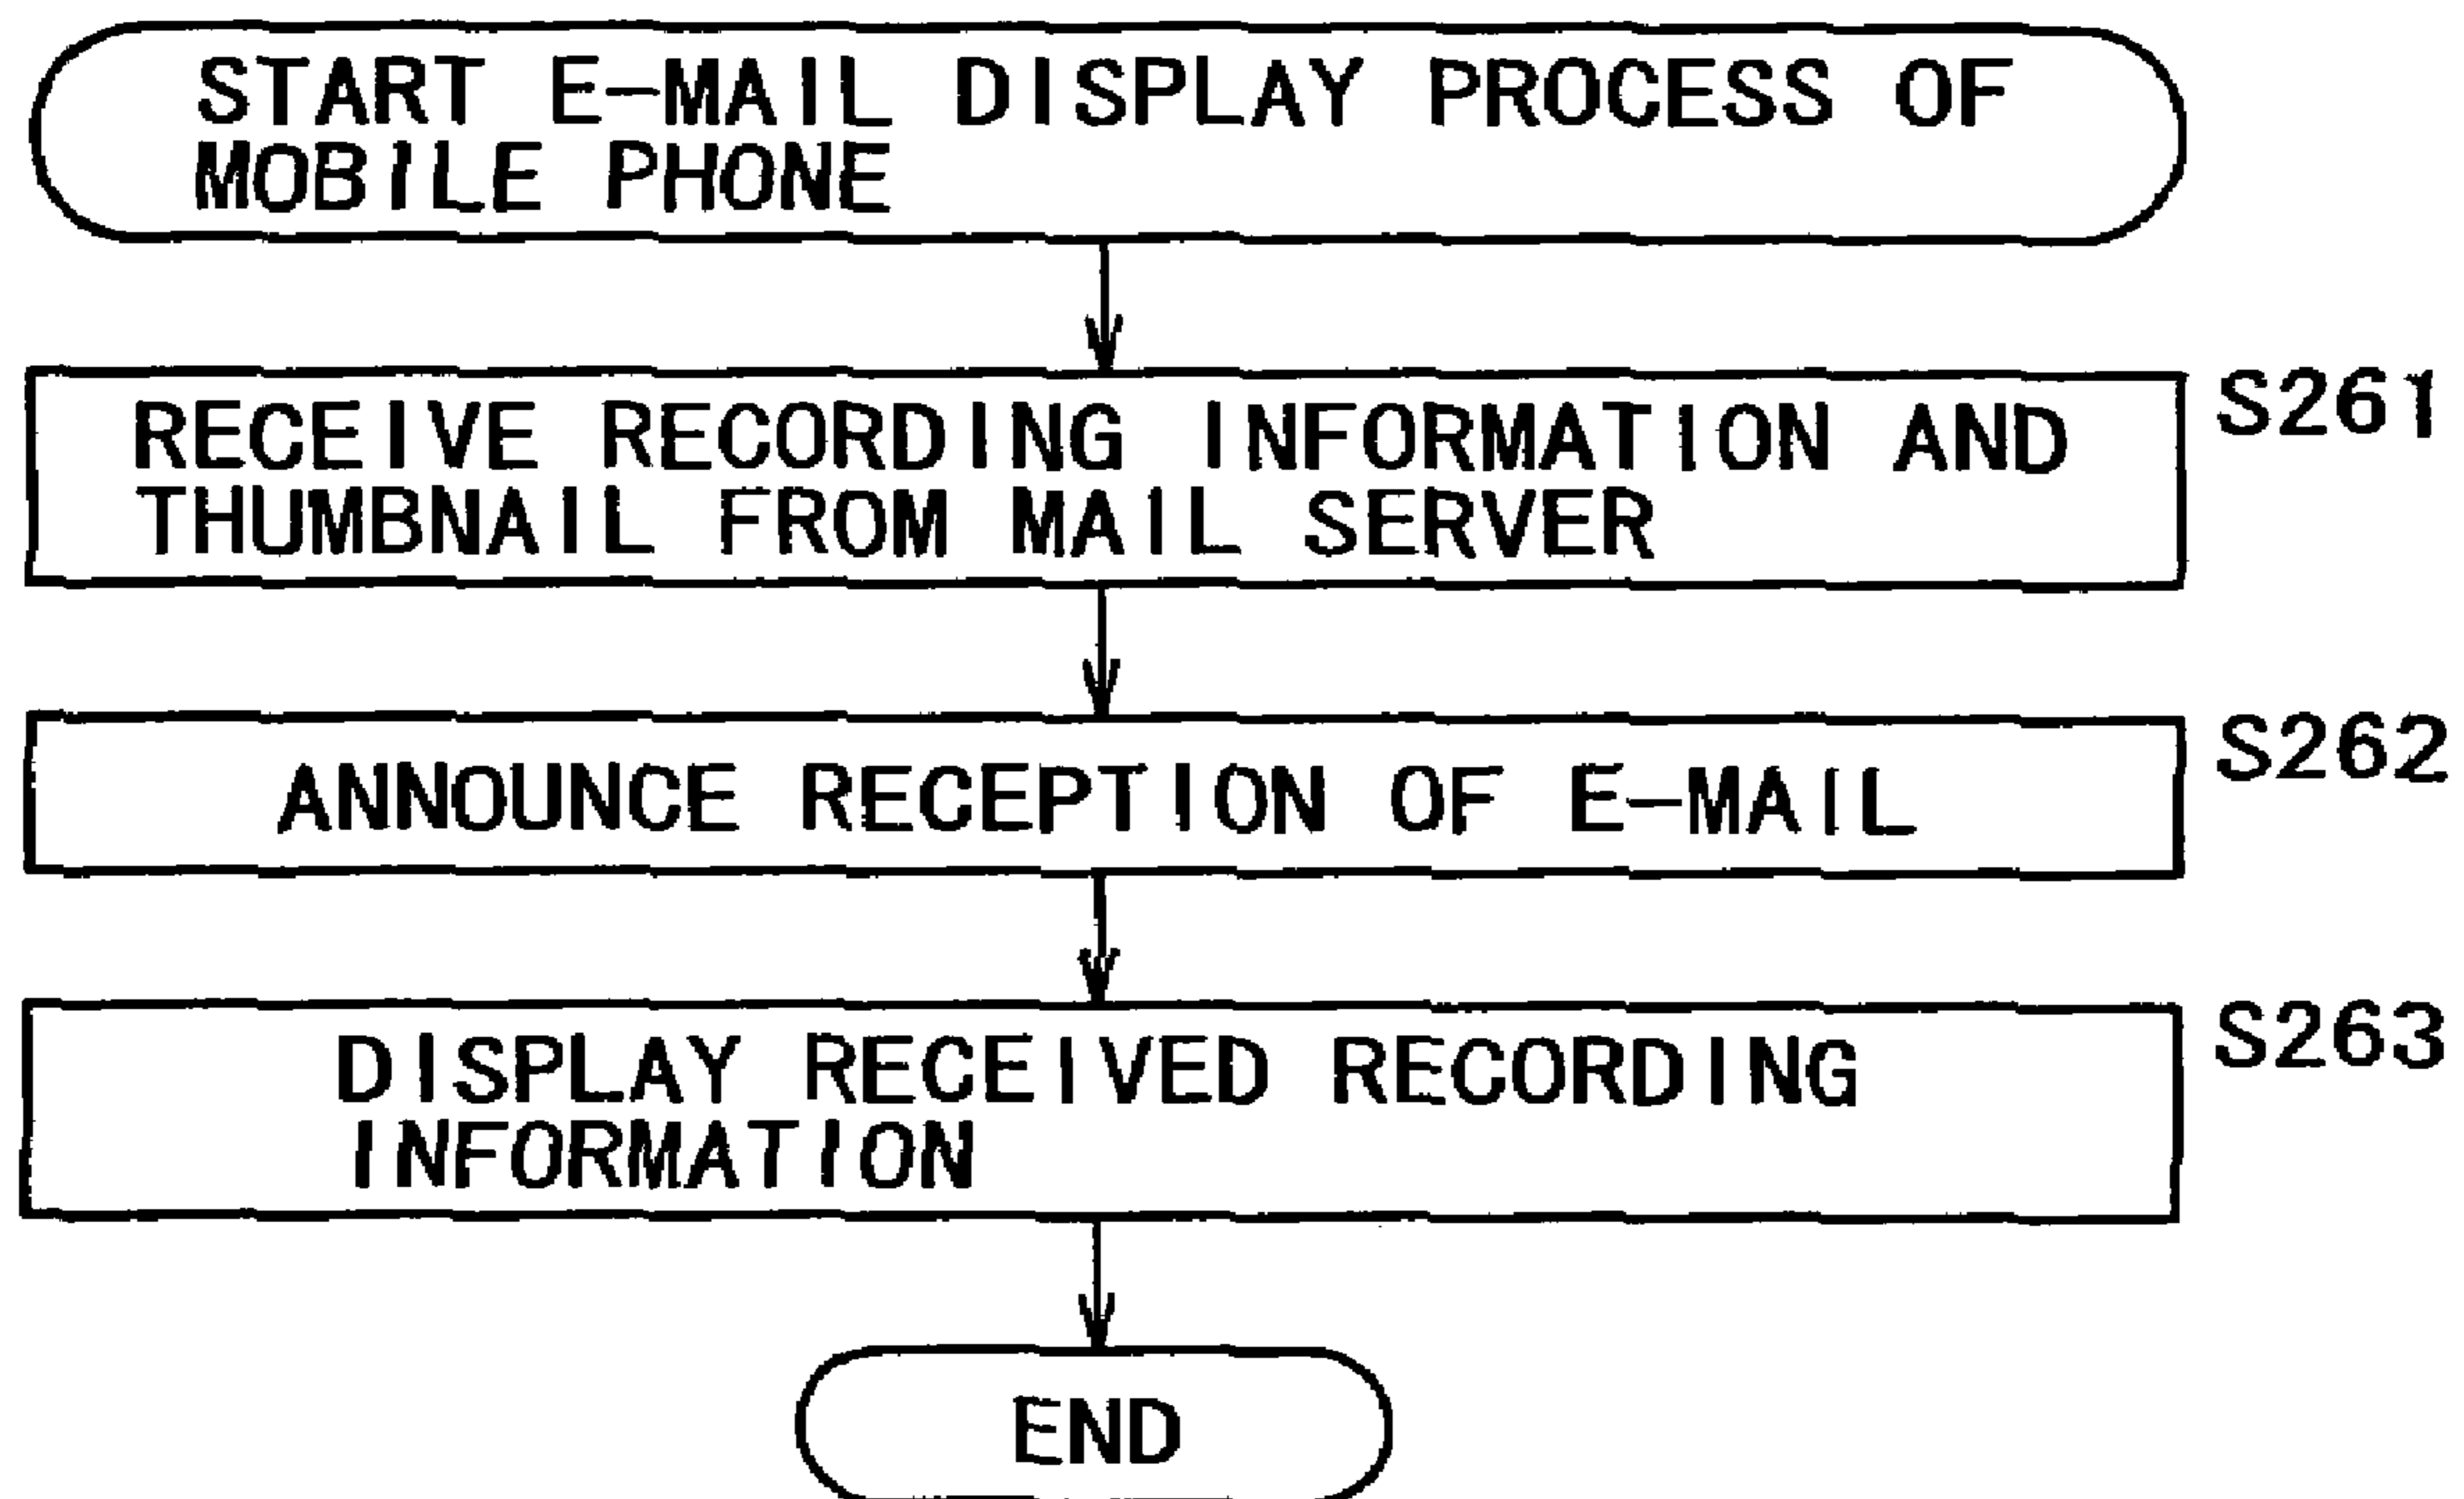 START E-MAIL DISPLAY PROCESS OF
MOBILE PHONE
RECEIVE RECORDING INFORMATION AND
THUMBNAIL FROM MAIL SERVER
S261
ANNOUNCE RECEPTION OF E-MAIL
S262
DISPLAY RECEIVED RECORDING
INFORMATION
S263
END